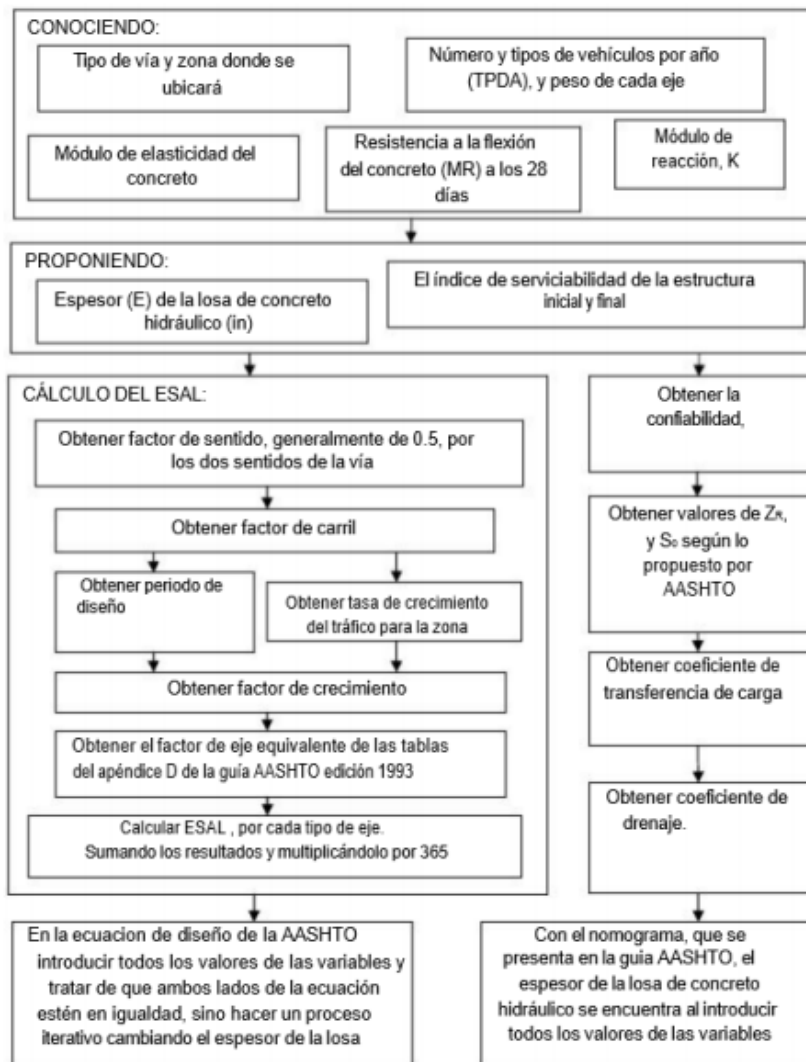 CONOCIENDO:
Tipo de vía y zona donde se
ubicará
Número y tipos de vehículos por año
(TPDA), y peso de cada eje
Módulo de elasticidad del
concreto
Resistencia a la flexión
del concreto (MR) a los 28
días
Módulo de
reacción, K
PROPONIENDO:
Espesor (E) de la losa de concreto
hidráulico (in)
El índice de serviciabilidad de la estructura
inicial y final
CÁLCULO DEL ESAL:
Obtener factor de sentido, generalmente de 0.5, por
los dos sentidos de la vía
Obtener factor de carril
Obtener periodo de
diseño
Obtener tasa de crecimiento
del tráfico para la zona
Obtener factor de crecimiento
Obtener el factor de eje equivalente de las tablas
del apéndice D de la guía AASHTO edición 1993
Calcular ESAL , por cada tipo de eje.
Sumando los resultados y multiplicándolo por 365
En la ecuacion de diseño de la AASHTO
introducir todos los valores de las variables y
tratar de que ambos lados de la ecuación
estén en igualdad, sino hacer un proceso
iterativo cambiando el espesor de la losa
Obtener la
confiabilidad,
Obtener valores de ZR,
y S₀ según lo
propuesto por
AASHTO
Obtener coeficiente de
transferencia de carga
Obtener coeficiente de
drenaje.
Con el nomograma, que se
presenta en la guia AASHTO, el
espesor de la losa de concreto
hidráulico se encuentra al introducir
todos los valores de las variables